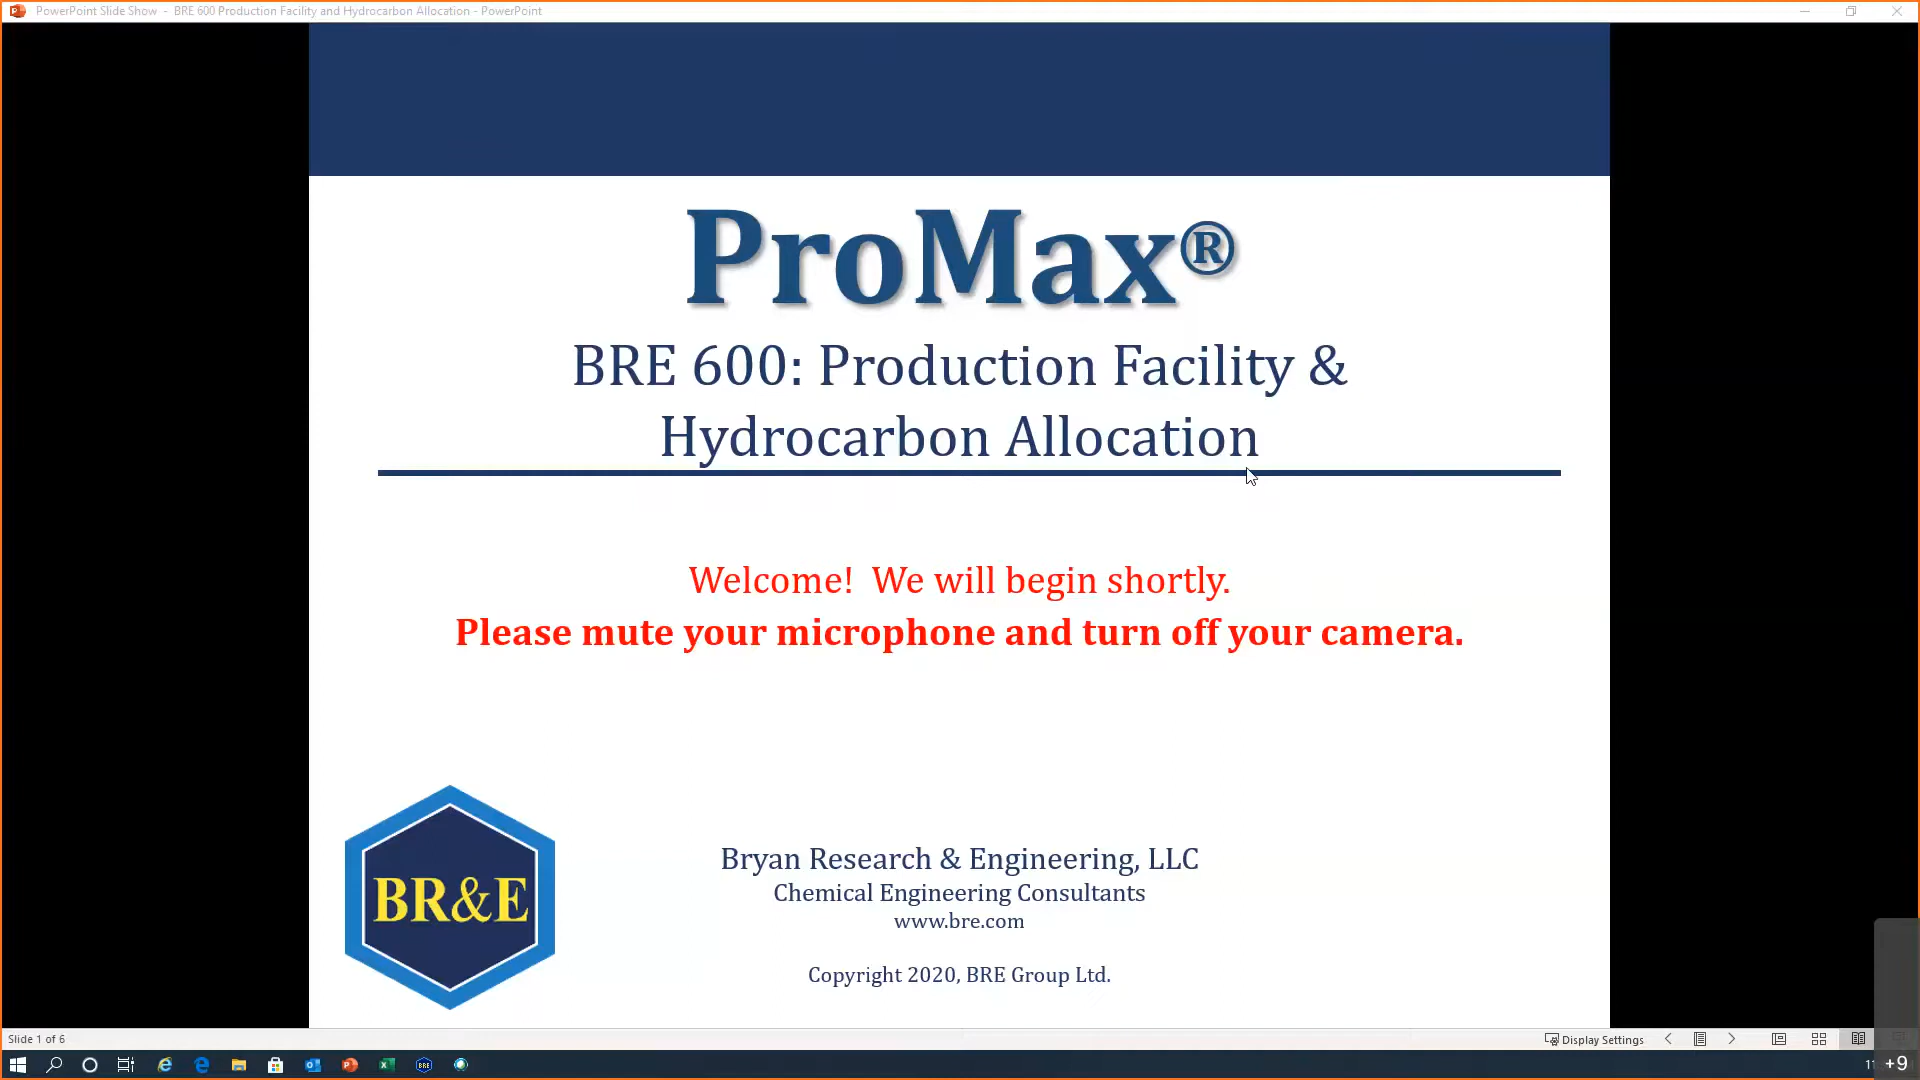 PowerPoint Slide Show - BRE 600 Production Facility and Hydrocarbon Allocation - PowerPoint
ProMax®
BRE 600: Production Facility &
Hydrocarbon Allocation
Welcome! We will begin shortly.
Please mute your microphone and turn off your camera.
BR&E
Bryan Research & Engineering, LLC
Chemical Engineering Consultants
www.bre.com
Copyright 2020, BRE Group Ltd.
Slide 1 of 6
Display Settings
BRE
+9